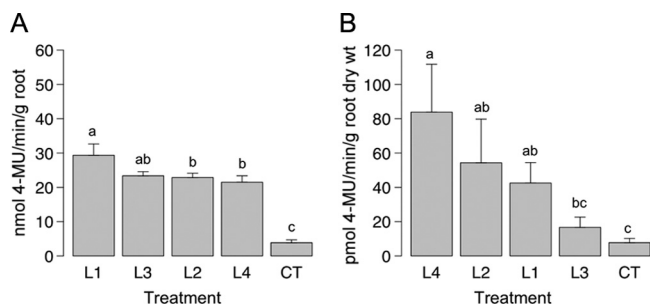 A
nmol 4-MU/min/g root
60
50
40
30
20
10
0
a
ab
b
b
c
L1 L3 L2 L4 CT
Treatment
B
pmol 4-MU/min/g root dry wt
120
100
80
60
40
20
0
a
ab
ab
bc
c
L4 L2 L1 L3 CT
Treatment